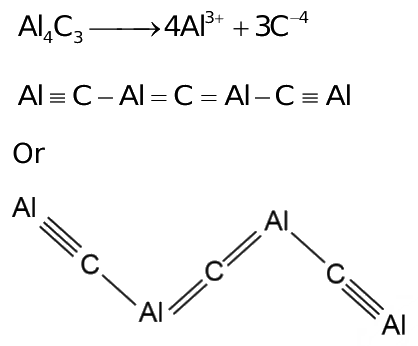 Al₄C₃ ⟶ 4Al³⁺ + 3C⁻⁴
Al ≡ C − Al = C = Al − C ≡ Al
Or
Al
C
Al
C
Al
C
Al